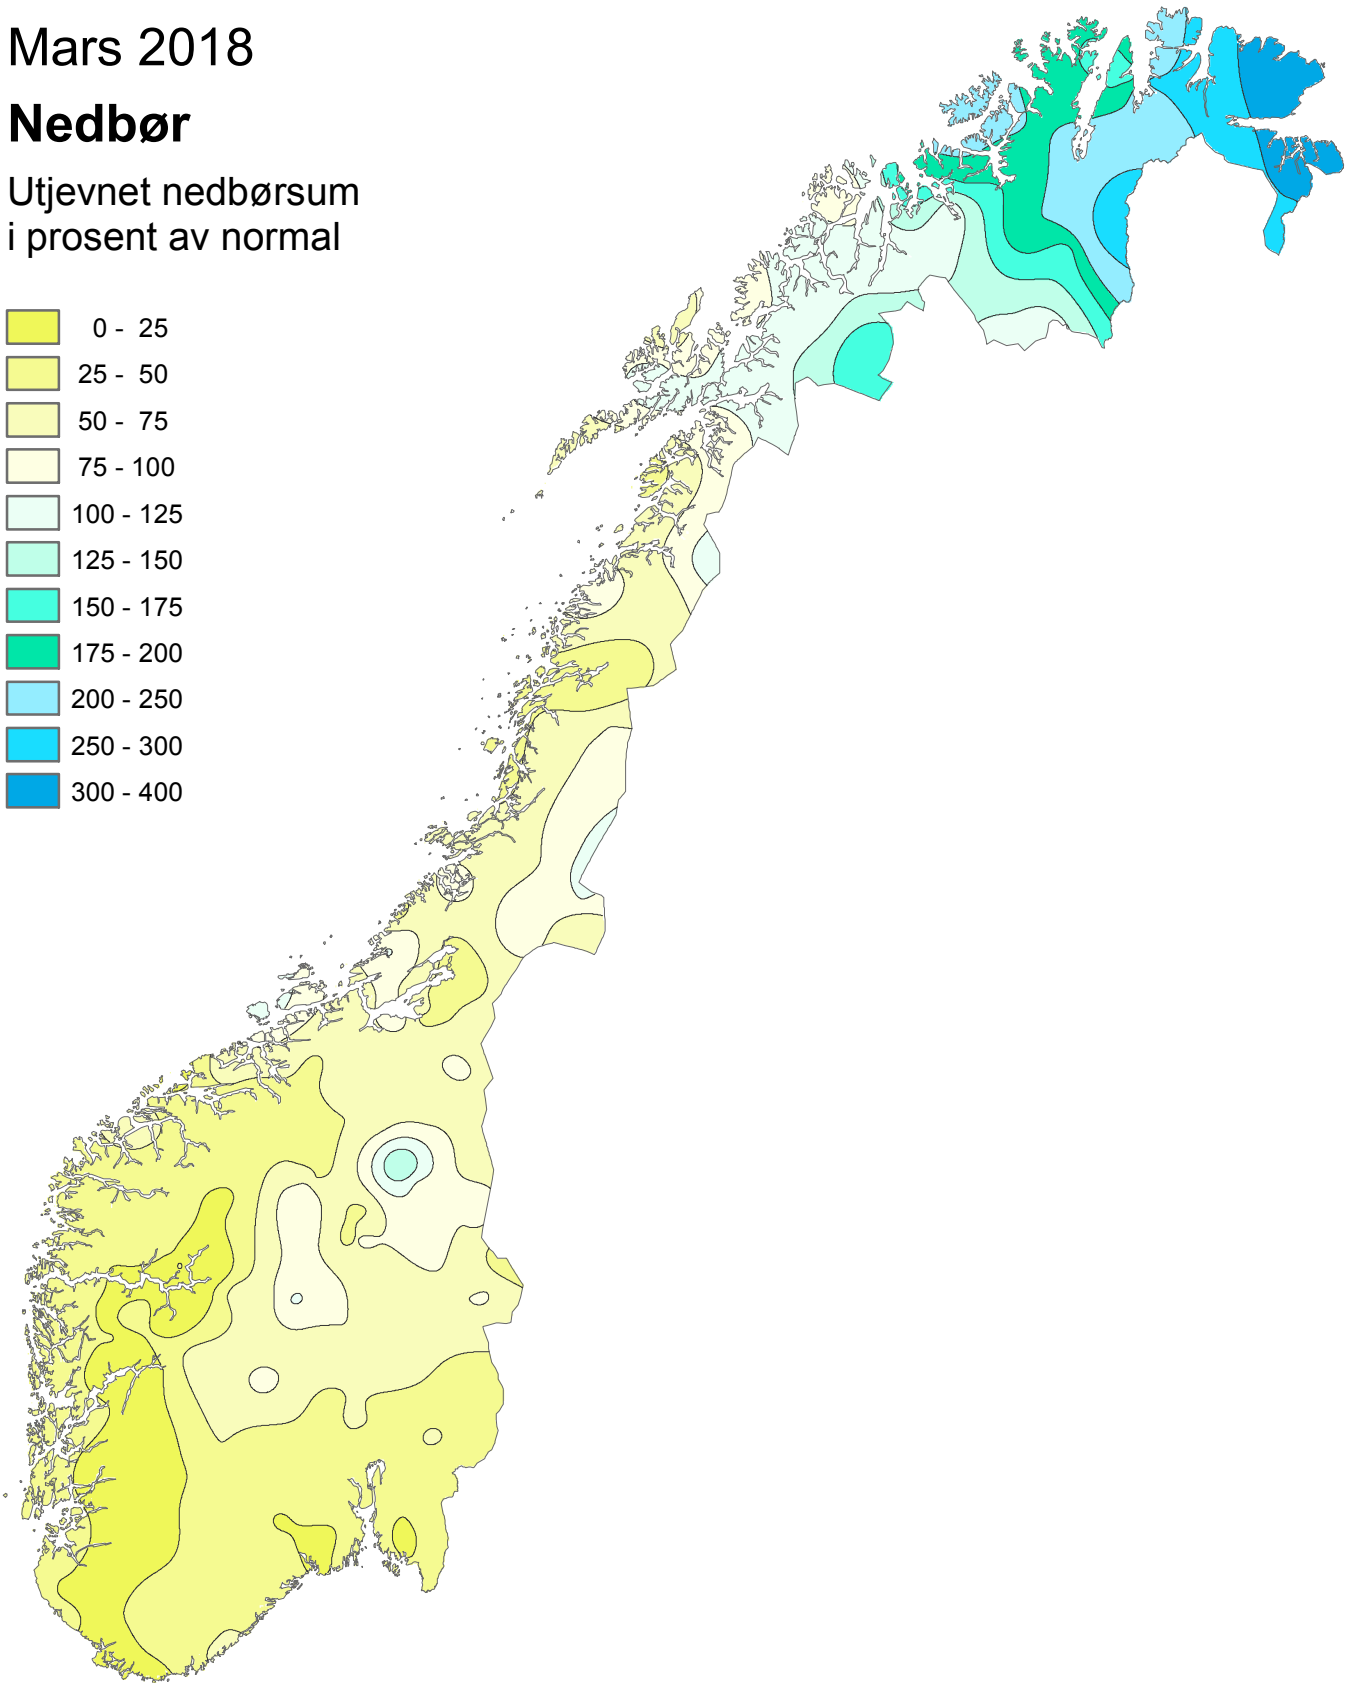 Mars 2018
Nedbør
Utjevnet nedbørsum
i prosent av normal
0 - 25
25 - 50
50 - 75
75 - 100
100 - 125
125 - 150
150 - 175
175 - 200
200 - 250
250 - 300
300 - 400